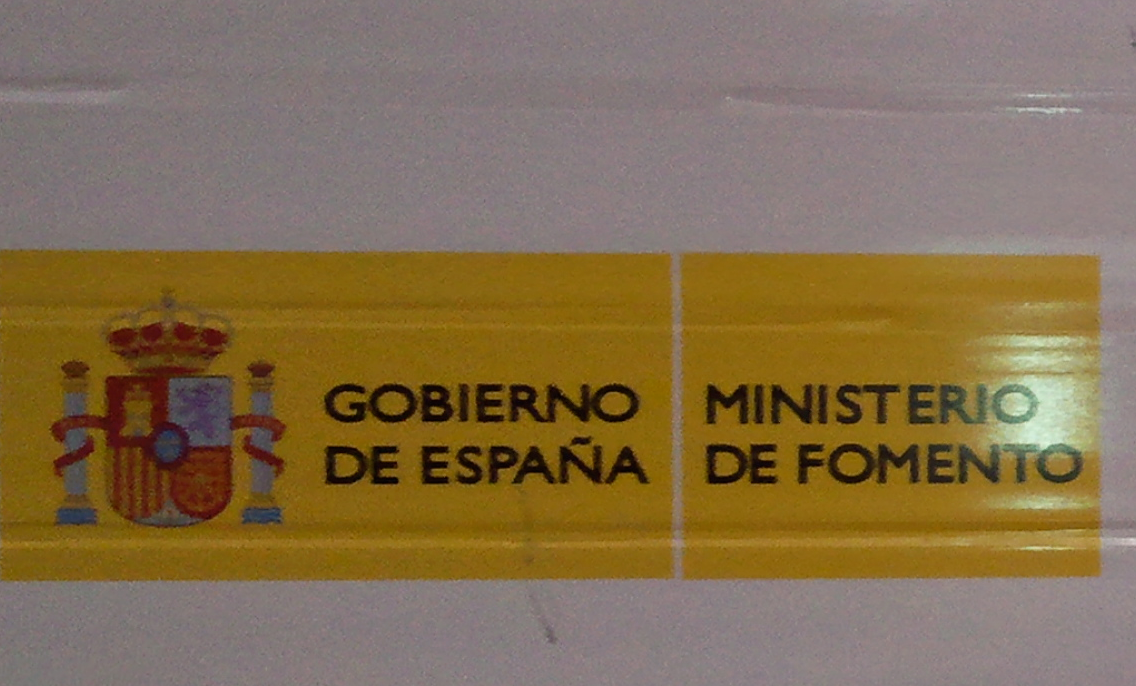 GOBIERNO
DE ESPAÑA
MINISTERIO
DE FOMENTO